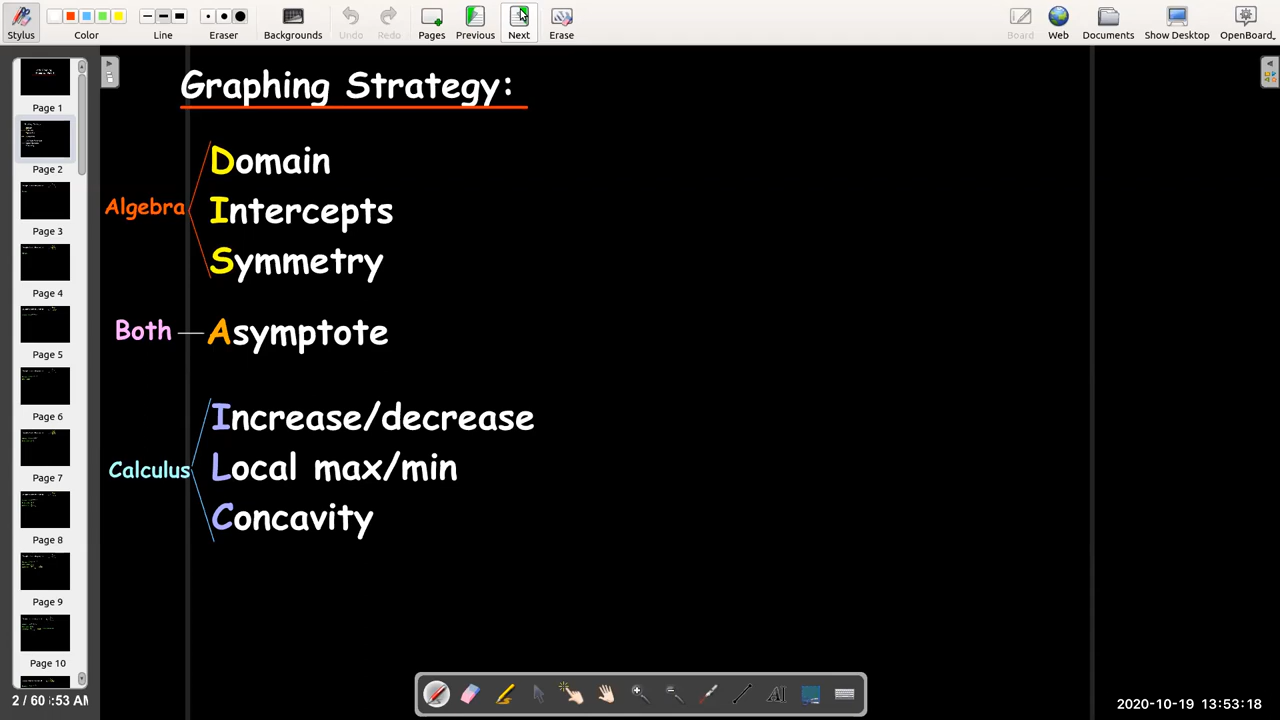 Stylus
Color
Line
Eraser
Backgrounds
Undo
Redo
Pages
Previous
Next
Erase
Board
Web
Documents
Show Desktop
OpenBoard
Page 1
Page 2
Page 3
Page 4
Page 5
Page 6
Page 7
Page 8
Page 9
Page 10
2 / 60
:53 AM
Graphing Strategy:
Algebra
Domain
Intercepts
Symmetry
Both
Asymptote
Calculus
Increase/decrease
Local max/min
Concavity
AI
2020-10-19 13:53:18